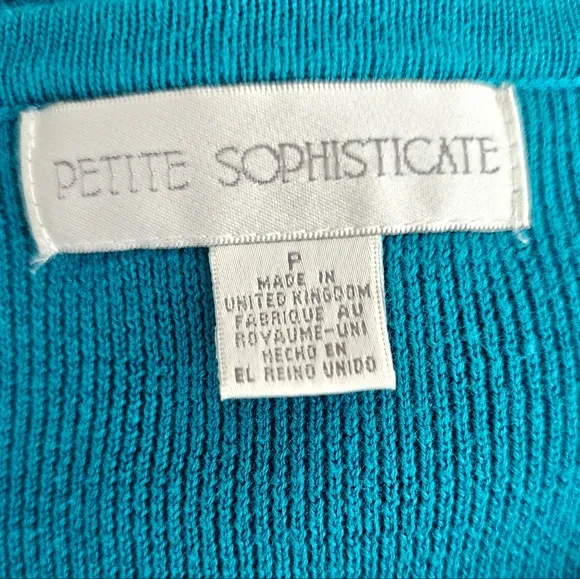 PETITE SOPHISTICATE
P
MADE IN
UNITED KINGDOM
FABRIQUE AU
ROYAUME-UNI
HECHO EN
EL REINO UNIDO